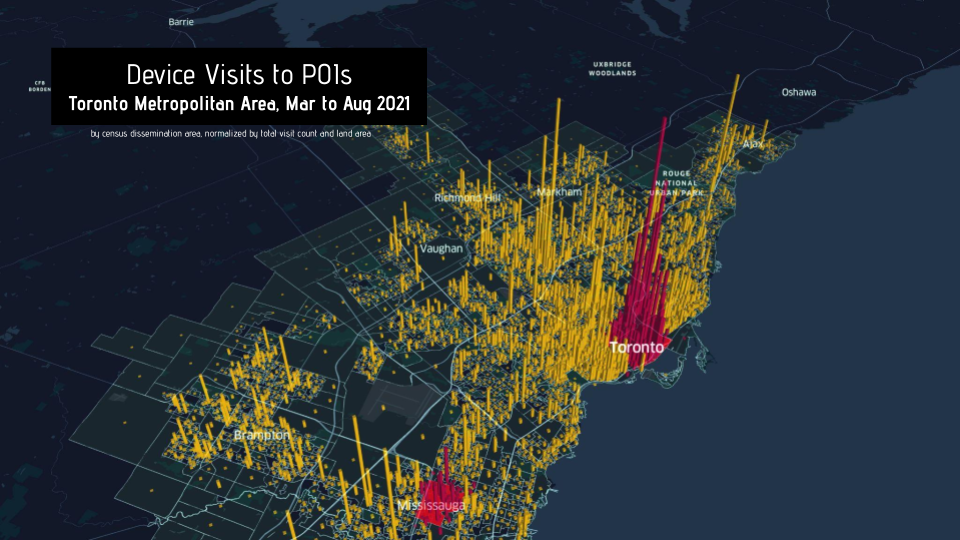 Barrie
Device Visits to POIs
Toronto Metropolitan Area, Mar to Aug 2021
by census dissemination area, normalized by total visit count and land area
CFB
BORDEN
UXBRIDGE
WOODLANDS
Oshawa
Ajax
ROUGE
NATIONAL
URBAN PARK
Markham
Richmond Hill
Vaughan
Toronto
Brampton
Mississauga